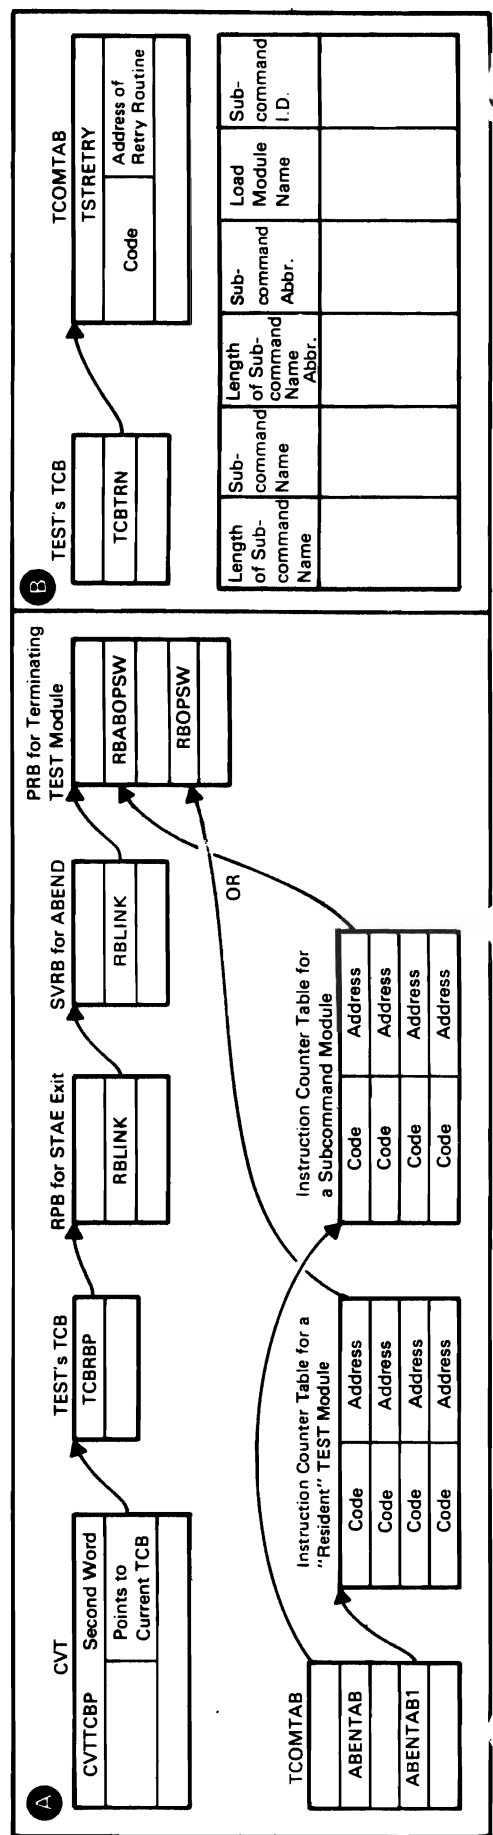 A
CVT
CVTTCBP
Second Word
Points to
Current TCB
TEST's TCB
TCBRBP
RPB for STAE Exit
RBLINK
SVRB for ABEND
RBLINK
PRB for Terminating
TEST Module
RBABOPSW
RBOPSW
OR
TCOMTAB
ABENTAB
ABENTAB1
Instruction Counter Table for a
"Resident" TEST Module
Code Address
Code Address
Code Address
Code Address
Instruction Counter Table for
a Subcommand Module
Code Address
Code Address
Code Address
Code Address
B
TEST's TCB
TCBTRN
TCOMTAB
TSTRETRY
Code
Address of
Retry Routine
Length
of Sub-
command
Name
Sub-
command
Name
Length
of Sub-
command
Name
Abbr.
Sub-
command
Abbr.
Load
Module
Name
Sub-
command
I.D.